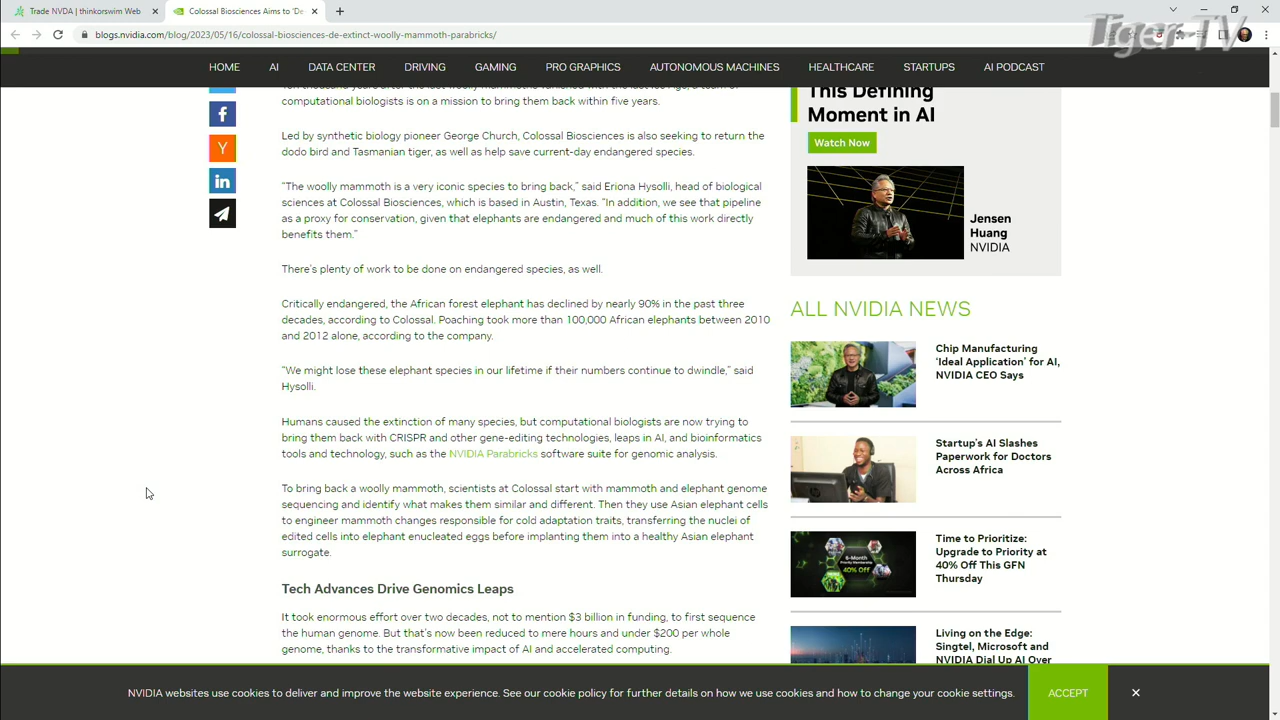 Trade NVDA | thinkorswim Web
Colossal Biosciences Aims to 'De
Tiger TV
blogs.nvidia.com/blog/2023/05/16/colossal-biosciences-de-extinct-woolly-mammoth-parabricks/
HOME AI DATA CENTER DRIVING GAMING PRO GRAPHICS AUTONOMOUS MACHINES HEALTHCARE STARTUPS AI PODCAST
computational biologists is on a mission to bring them back within five years.
Led by synthetic biology pioneer George Church, Colossal Biosciences is also seeking to return the
dodo bird and Tasmanian tiger, as well as help save current-day endangered species.
"The woolly mammoth is a very iconic species to bring back," said Eriona Hysolli, head of biological
sciences at Colossal Biosciences, which is based in Austin, Texas. "In addition, we see that pipeline
as a proxy for conservation, given that elephants are endangered and much of this work directly
benefits them."
There's plenty of work to be done on endangered species, as well.
Critically endangered, the African forest elephant has declined by nearly 90% in the past three
decades, according to Colossal. Poaching took more than 100,000 African elephants between 2010
and 2012 alone, according to the company.
"We might lose these elephant species in our lifetime if their numbers continue to dwindle," said
Hysolli.
Humans caused the extinction of many species, but computational biologists are now trying to
bring them back with CRISPR and other gene-editing technologies, leaps in AI, and bioinformatics
tools and technology, such as the NVIDIA Parabricks software suite for genomic analysis.
To bring back a woolly mammoth, scientists at Colossal start with mammoth and elephant genome
sequencing and identify what makes them similar and different. Then they use Asian elephant cells
to engineer mammoth changes responsible for cold adaptation traits, transferring the nuclei of
edited cells into elephant enucleated eggs before implanting them into a healthy Asian elephant
surrogate.
Tech Advances Drive Genomics Leaps
It took enormous effort over two decades, not to mention $3 billion in funding, to first sequence
the human genome. But that's now been reduced to mere hours and under $200 per whole
genome, thanks to the transformative impact of AI and accelerated computing.
This Defining
Moment in AI
Watch Now
Jensen
Huang
NVIDIA
ALL NVIDIA NEWS
Chip Manufacturing
'Ideal Application' for AI,
NVIDIA CEO Says
Startup's AI Slashes
Paperwork for Doctors
Across Africa
6-Month
Priority Membership
40% Off
Time to Prioritize:
Upgrade to Priority at
40% Off This GFN
Thursday
Living on the Edge:
Singtel, Microsoft and
NVIDIA Dial Up AI Over
NVIDIA websites use cookies to deliver and improve the website experience. See our cookie policy for further details on how we use cookies and how to change your cookie settings.
ACCEPT